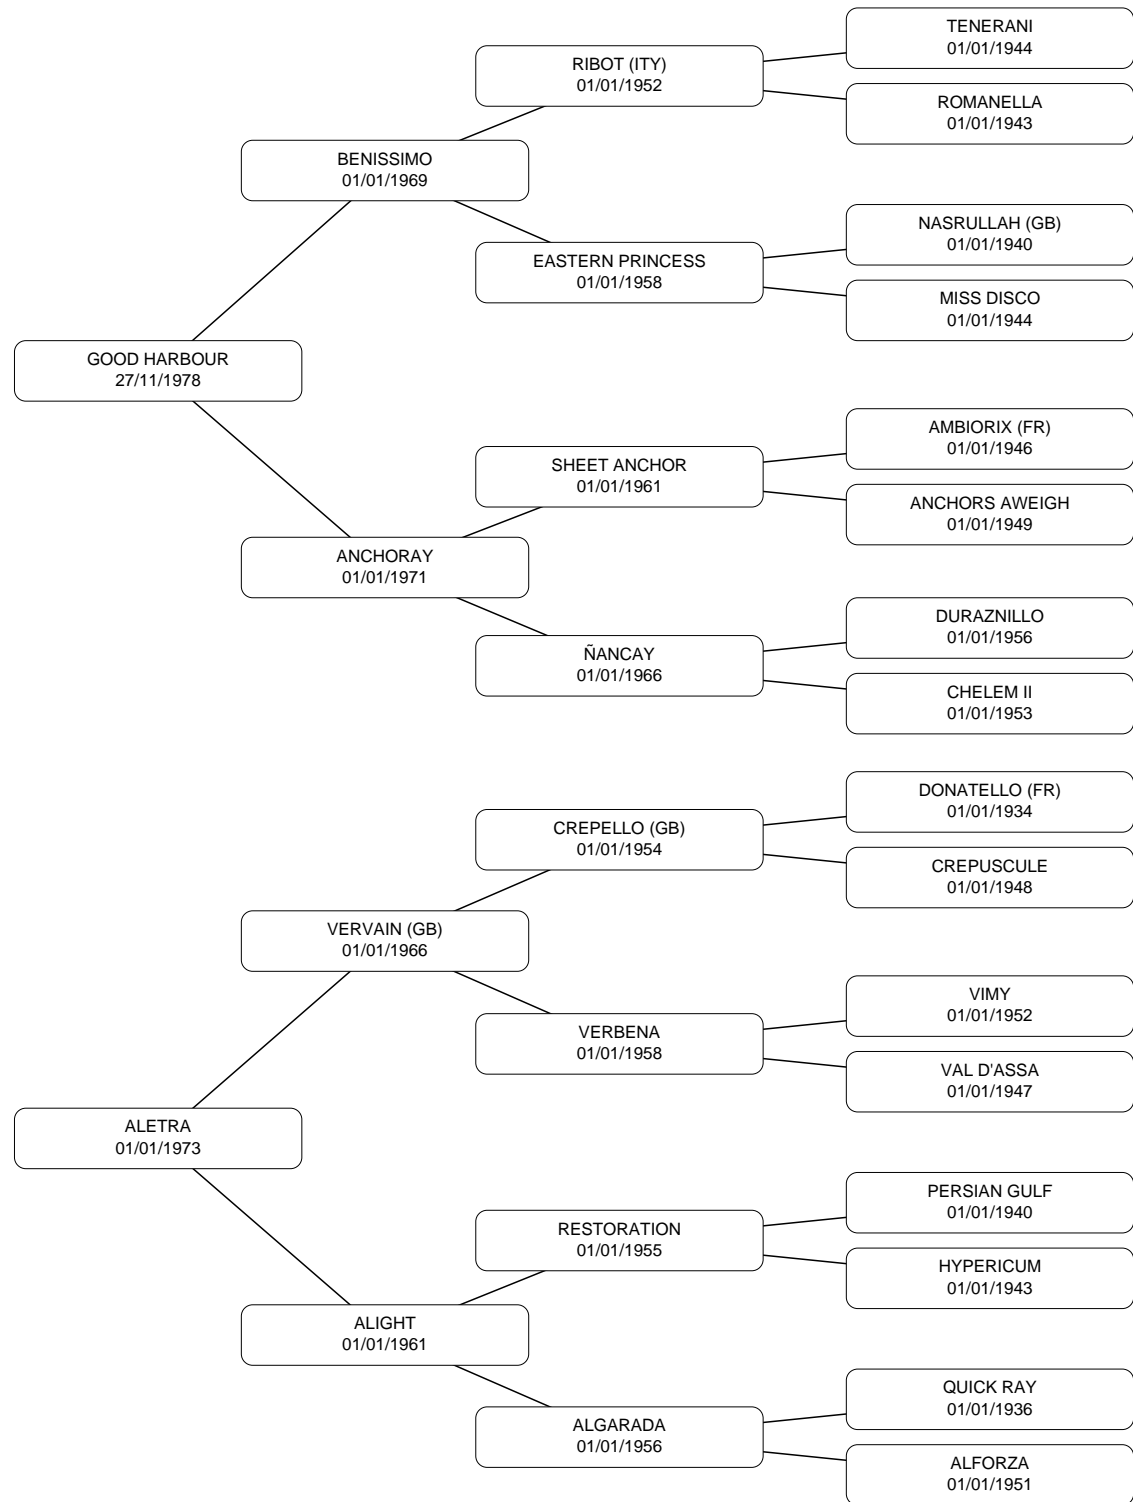 TENERANI
01/01/1944
RIBOT (ITY)
01/01/1952
ROMANELLA
01/01/1943
BENISSIMO
01/01/1969
NASRULLAH (GB)
01/01/1940
EASTERN PRINCESS
01/01/1958
MISS DISCO
01/01/1944
GOOD HARBOUR
27/11/1978
AMBIORIX (FR)
01/01/1946
SHEET ANCHOR
01/01/1961
ANCHORS AWEIGH
01/01/1949
ANCHORAY
01/01/1971
DURAZNILLO
01/01/1956
ÑANCAY
01/01/1966
CHELEM II
01/01/1953
DONATELLO (FR)
01/01/1934
CREPELLO (GB)
01/01/1954
CREPUSCULE
01/01/1948
VERVAIN (GB)
01/01/1966
VIMY
01/01/1952
VERBENA
01/01/1958
VAL D'ASSA
01/01/1947
ALETRA
01/01/1973
PERSIAN GULF
01/01/1940
RESTORATION
01/01/1955
HYPERICUM
01/01/1943
ALIGHT
01/01/1961
QUICK RAY
01/01/1936
ALGARADA
01/01/1956
ALFORZA
01/01/1951